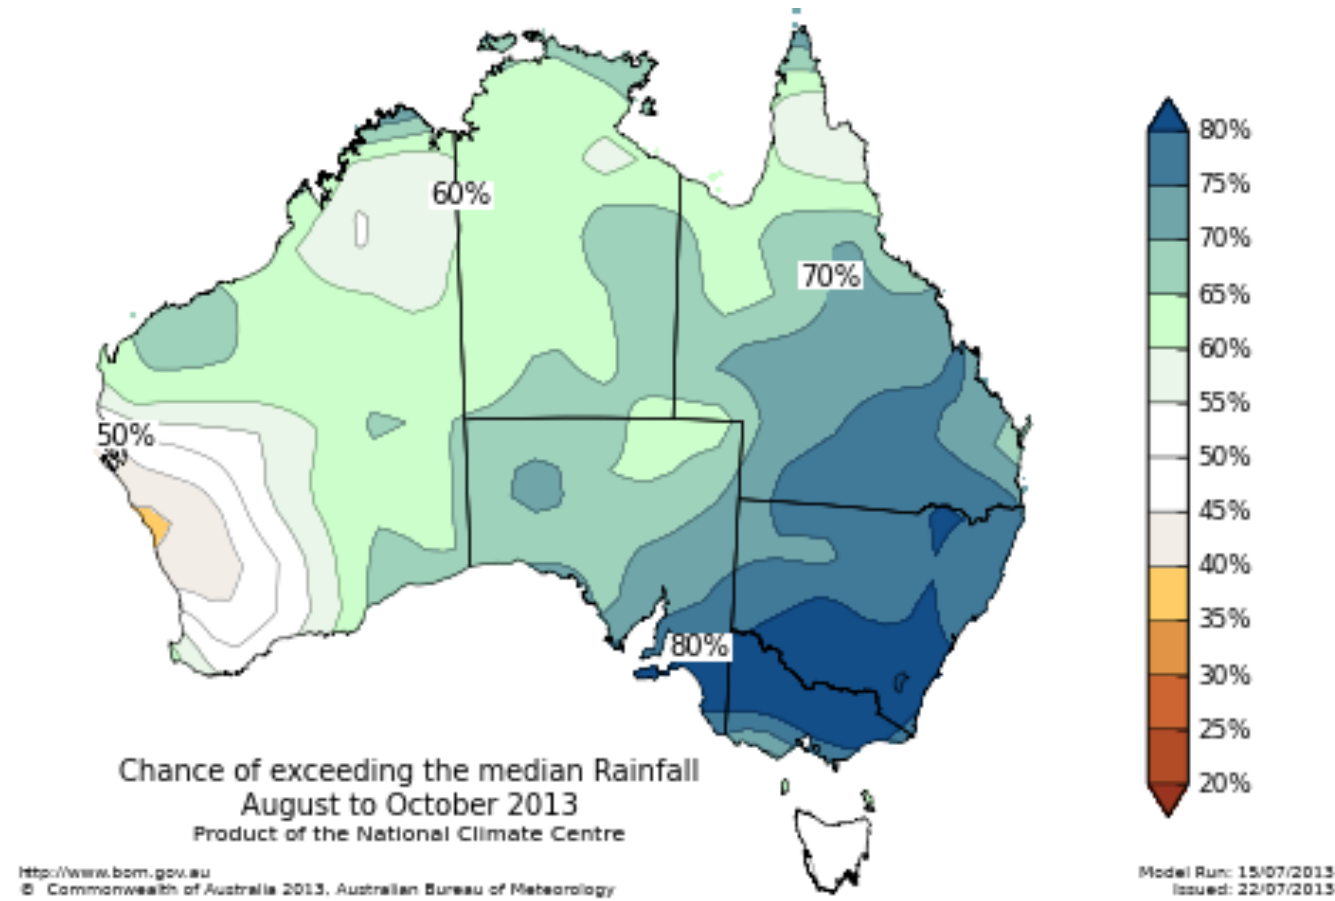 60%
70%
50%
80%
80%
75%
70%
65%
60%
55%
50%
45%
40%
35%
30%
25%
20%
Chance of exceeding the median Rainfall
August to October 2013
Product of the National Climate Centre
http://www.bom.gov.au
© Commonwealth of Australia 2013, Australian Bureau of Meteorology
Model Run: 15/07/2013
Issued: 22/07/2013